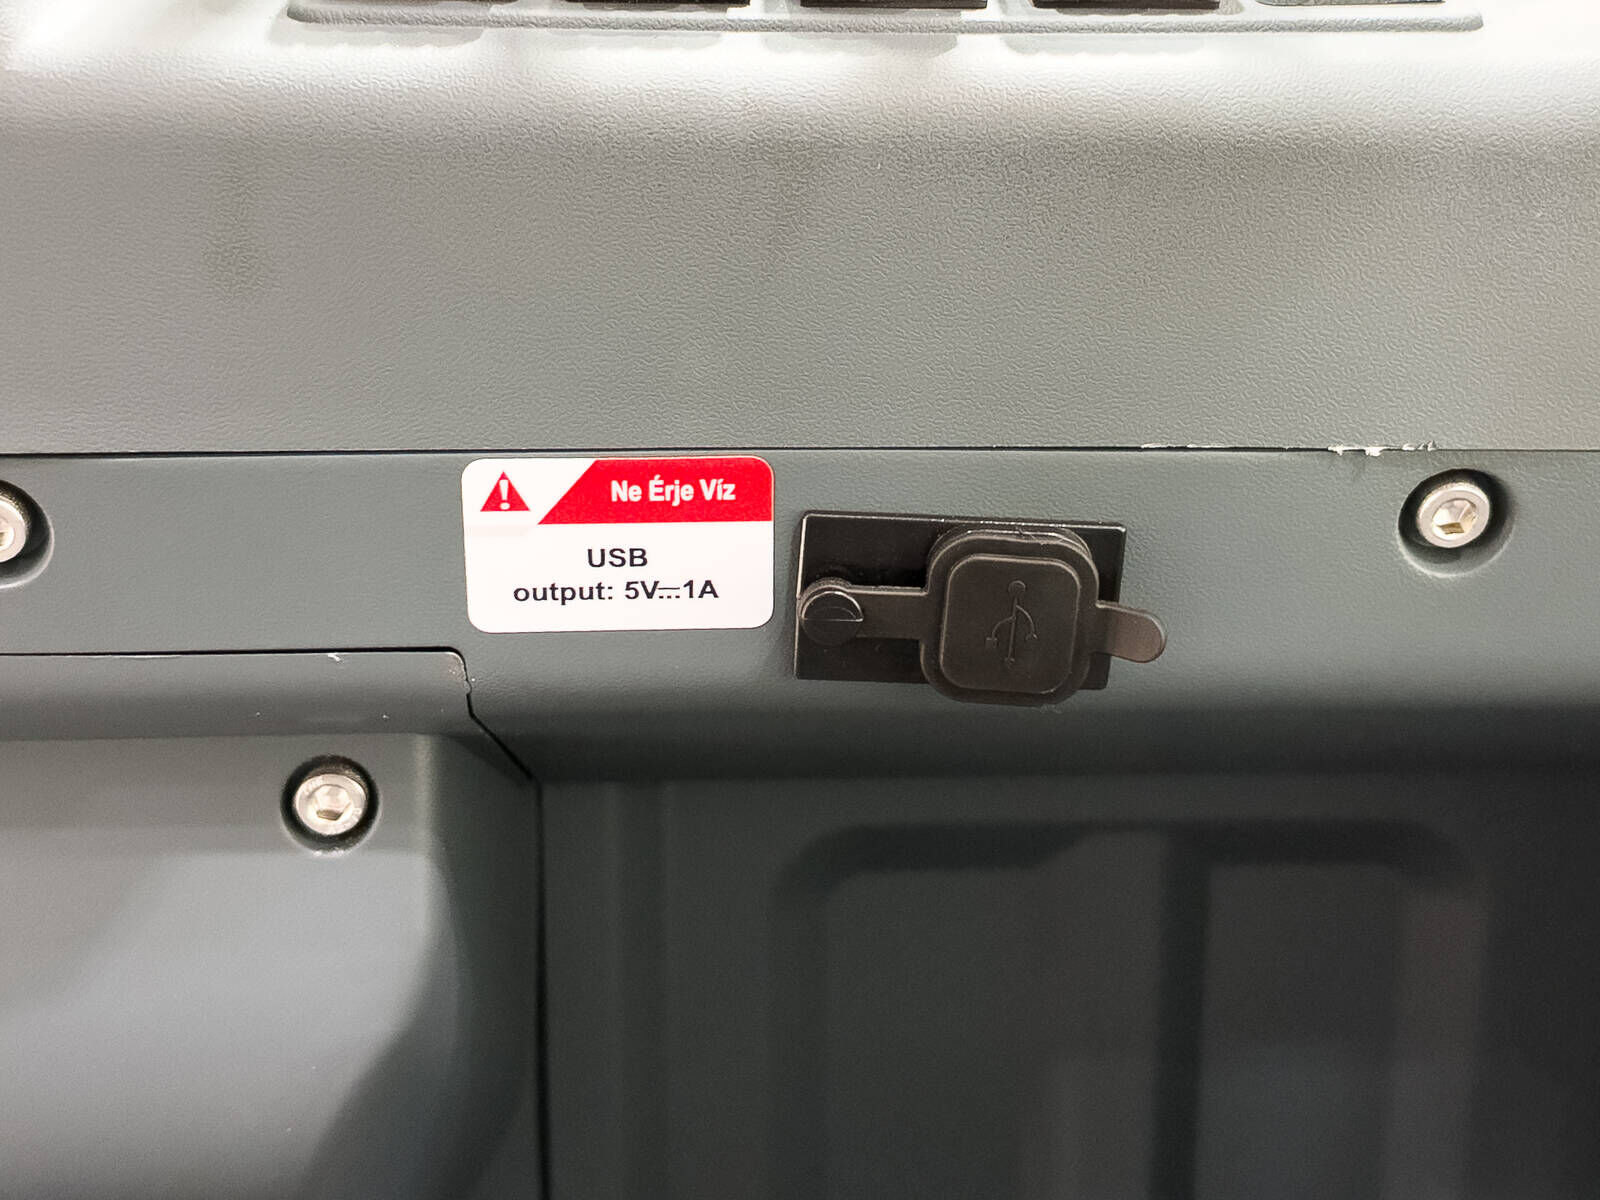 Ne Érje Víz
USB
output: 5V⎓1A